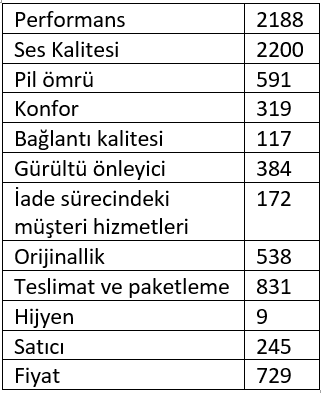 Performans 2188
Ses Kalitesi 2200
Pil ömrü 591
Konfor 319
Bağlantı kalitesi 117
Gürültü önleyici 384
İade sürecindeki 172
müşteri hizmetleri
Orijinallik 538
Teslimat ve paketleme 831
Hijyen 9
Satıcı 245
Fiyat 729